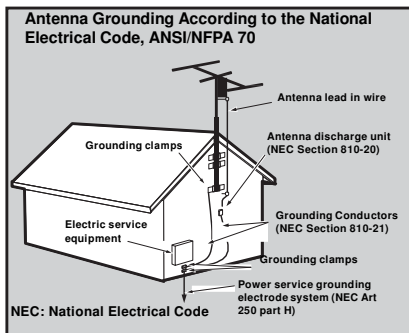 Antenna Grounding According to the National
Electrical Code, ANSI/NFPA 70
Antenna lead in wire
Grounding clamps
Antenna discharge unit
(NEC Section 810-20)
Electric service
equipment
Grounding Conductors
(NEC Section 810-21)
Grounding clamps
Power service grounding
electrode system (NEC Art
250 part H)
NEC: National Electrical Code